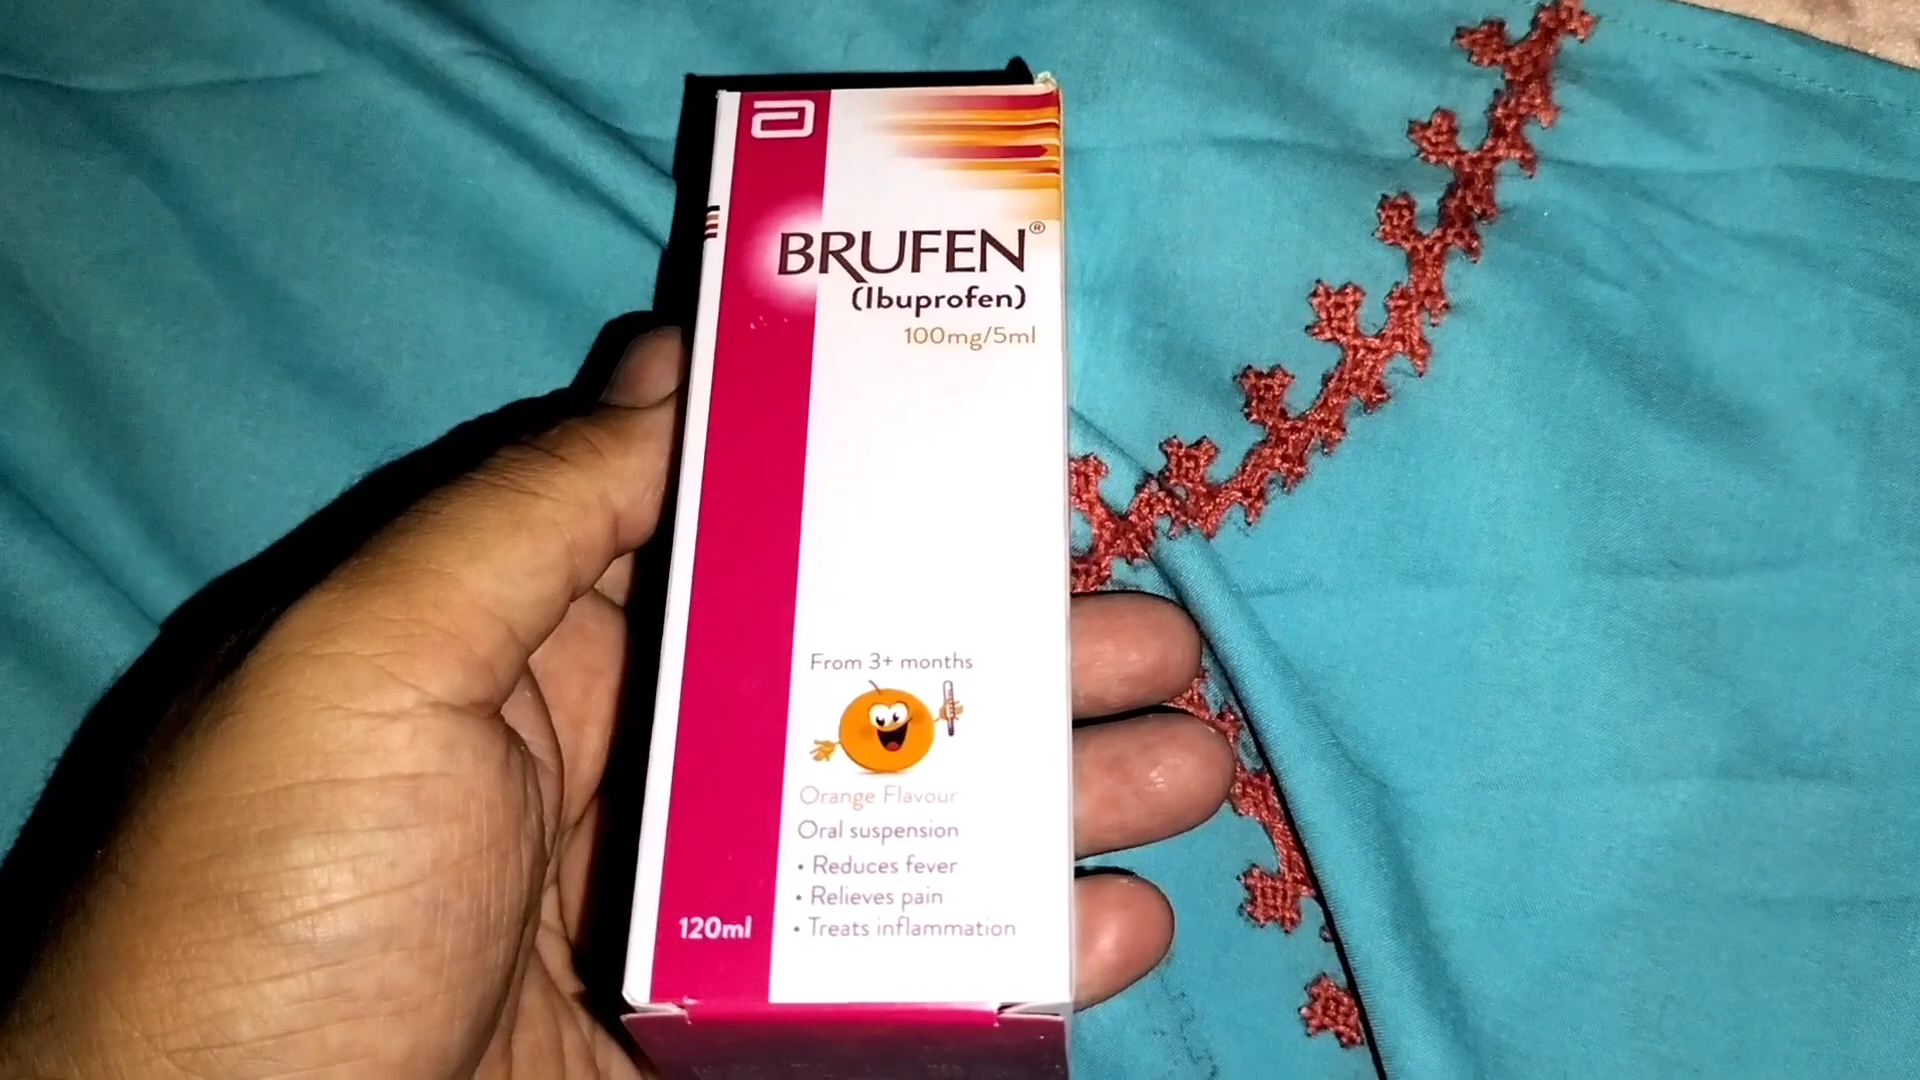 BRUFEN®
(Ibuprofen)
100mg/5ml
From 3+ months
Orange Flavour
Oral suspension
• Reduces fever
• Relieves pain
• Treats inflammation
120ml